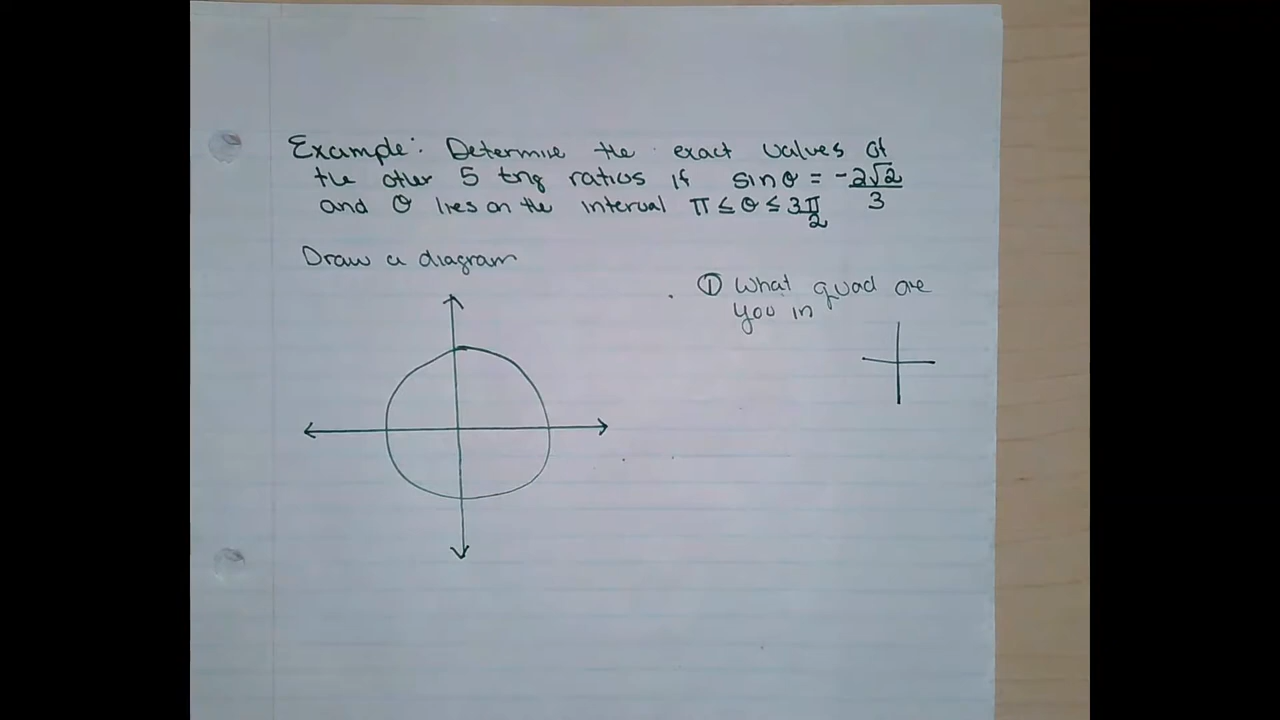 Example: Determine the exact values of
the other 5 trig ratios if sin θ = -2√2/3
and θ lies on the interval π ≤ θ ≤ 3π/2
Draw a diagram
① What quad are
you in